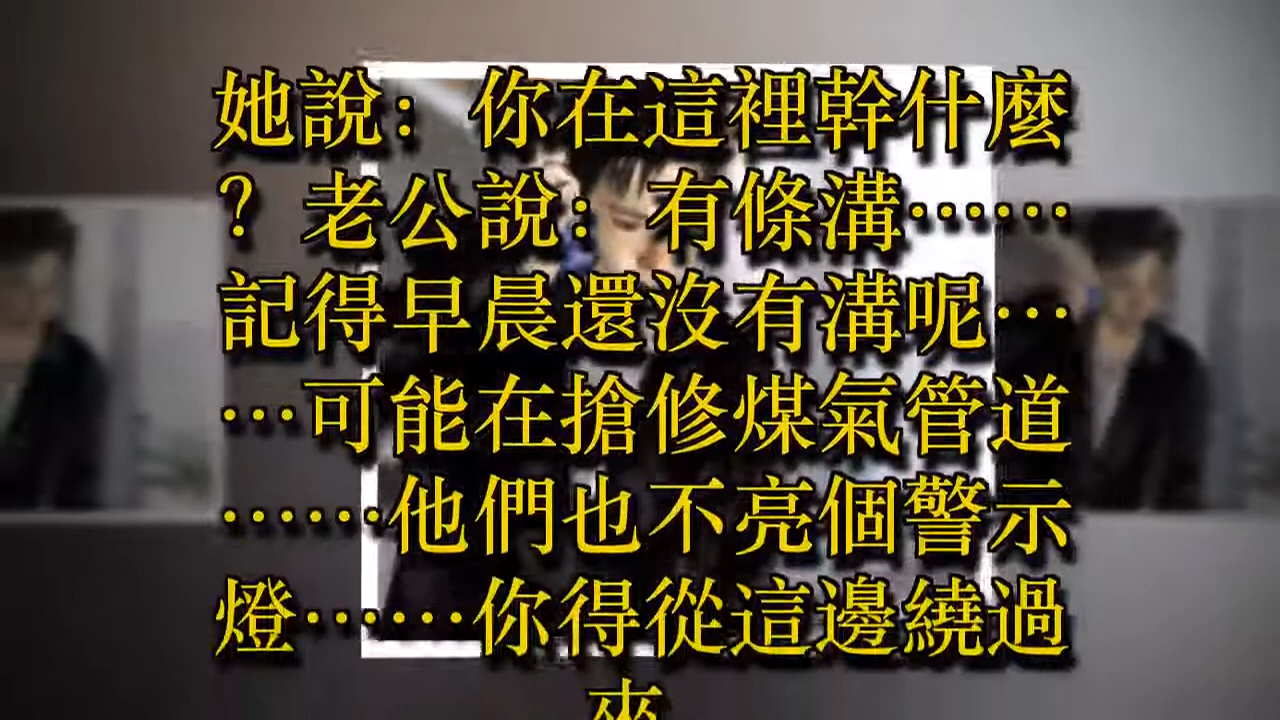 她說：你在這裡幹什麼
？老公說：有條溝……
記得早晨還沒有溝呢…
…可能在搶修煤氣管道
……他們也不亮個警示
燈……你得從這邊繞過
來